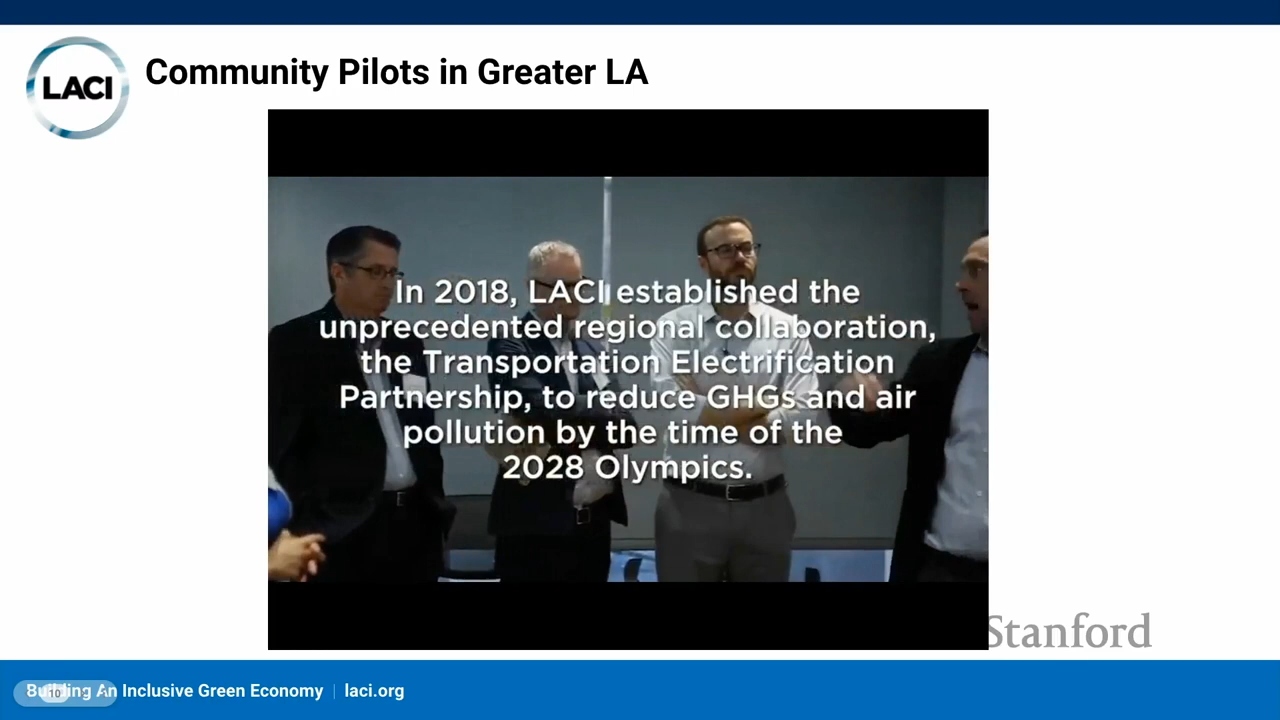 LACI
Community Pilots in Greater LA
In 2018, LACI established the
unprecedented regional collaboration,
the Transportation Electrification
Partnership, to reduce GHGs and air
pollution by the time of the
2028 Olympics.
Stanford
Building An Inclusive Green Economy | laci.org
10